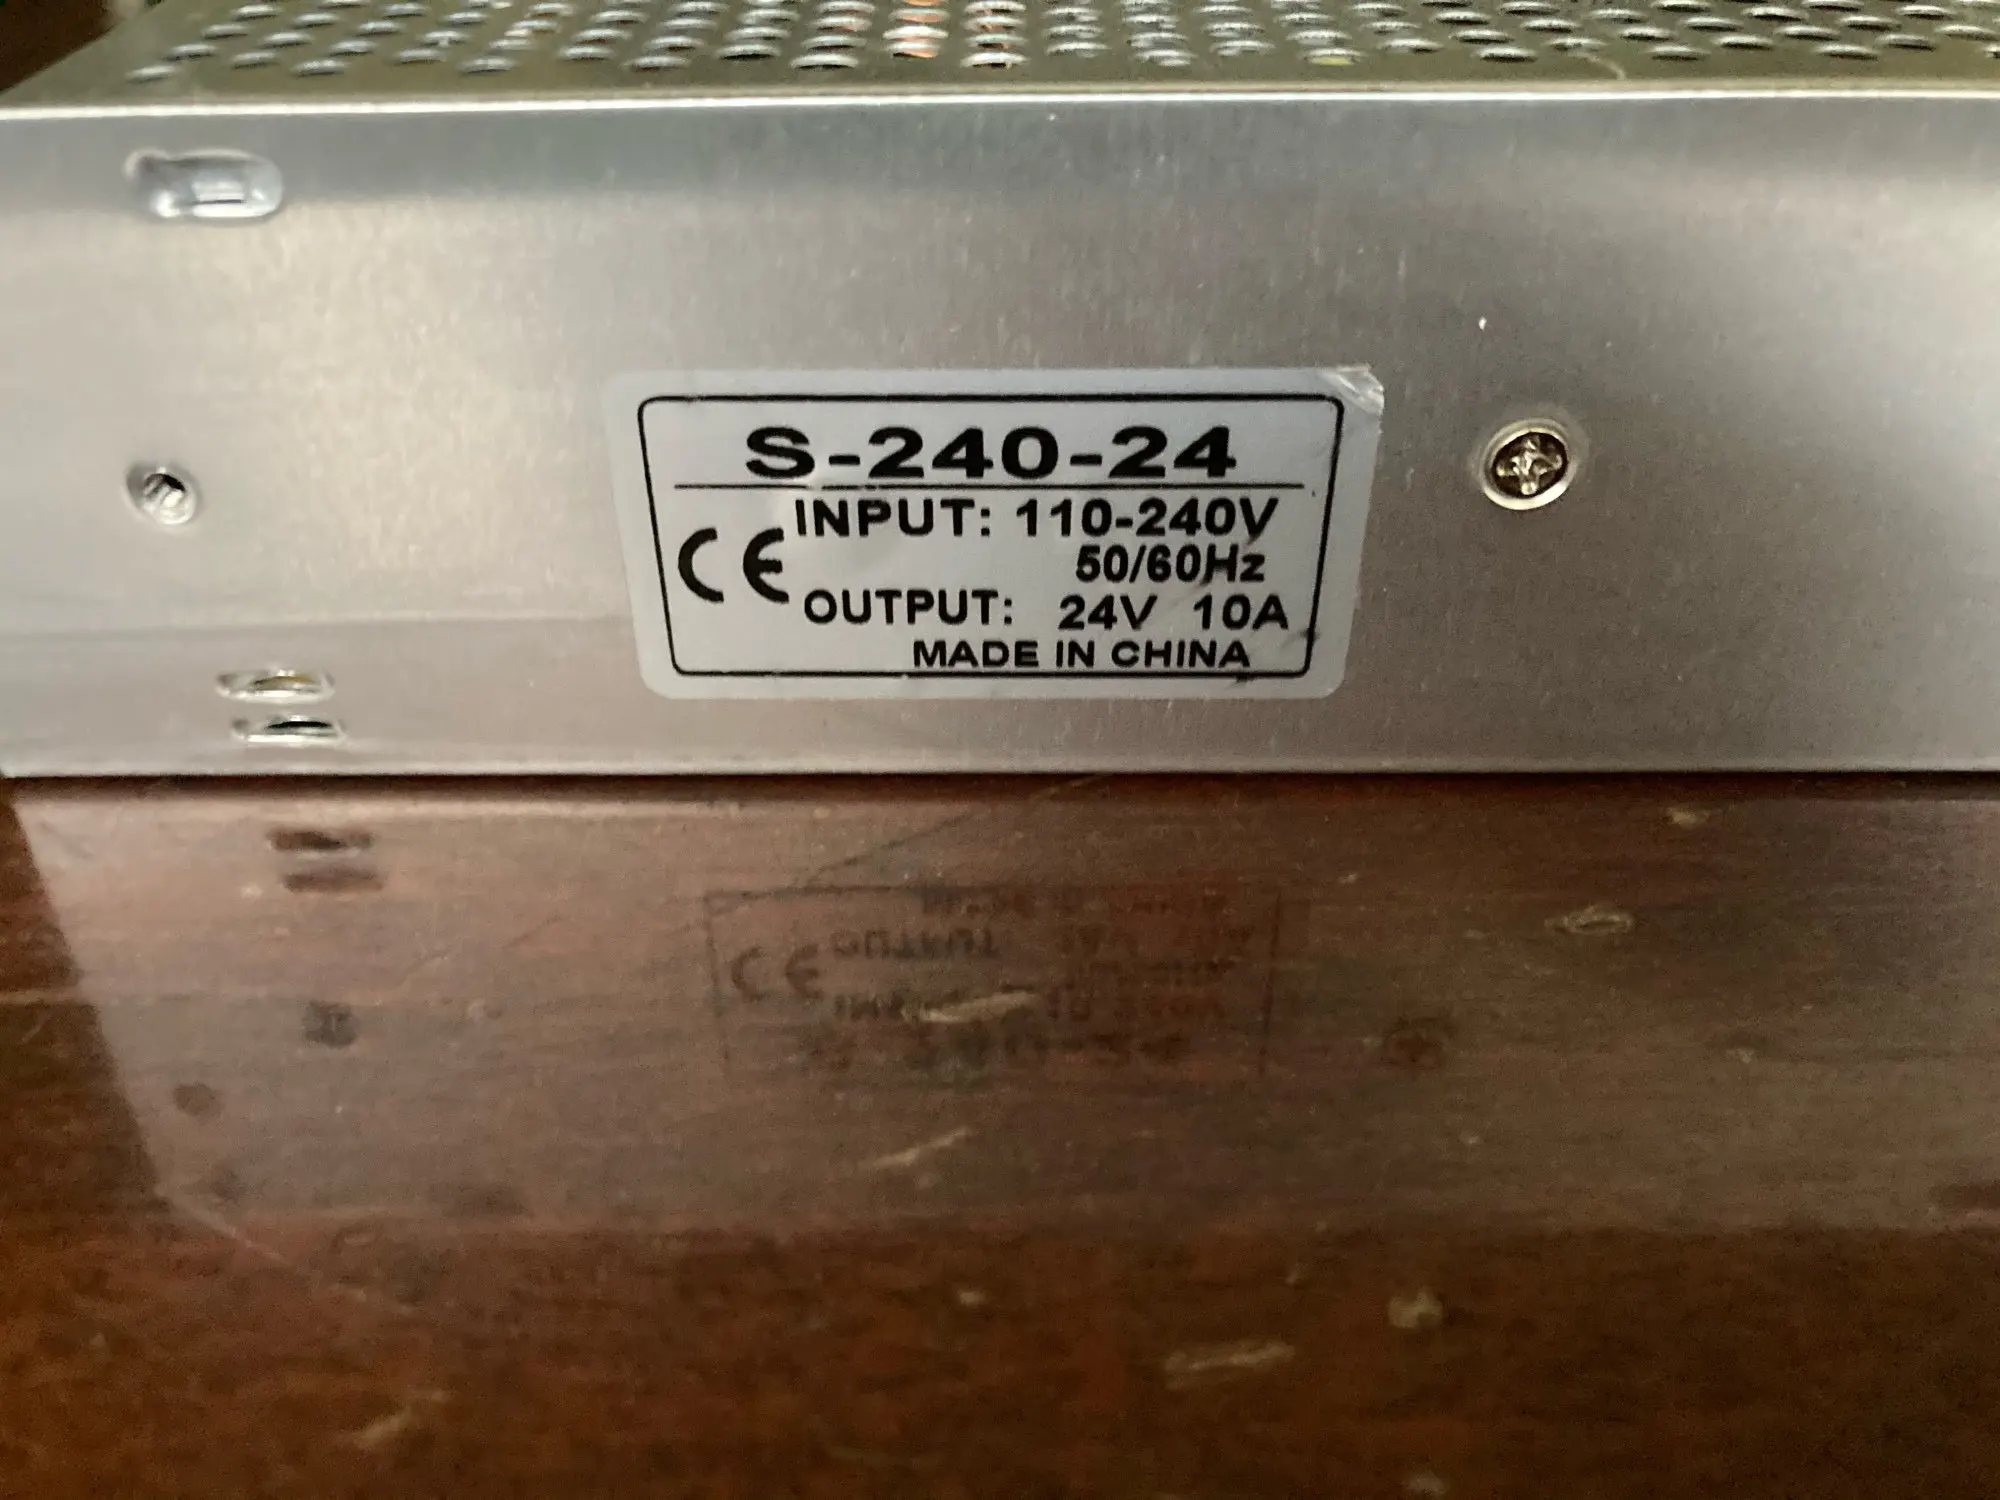 S-240-24
INPUT: 110-240V
50/60Hz
CE
OUTPUT: 24V 10A
MADE IN CHINA